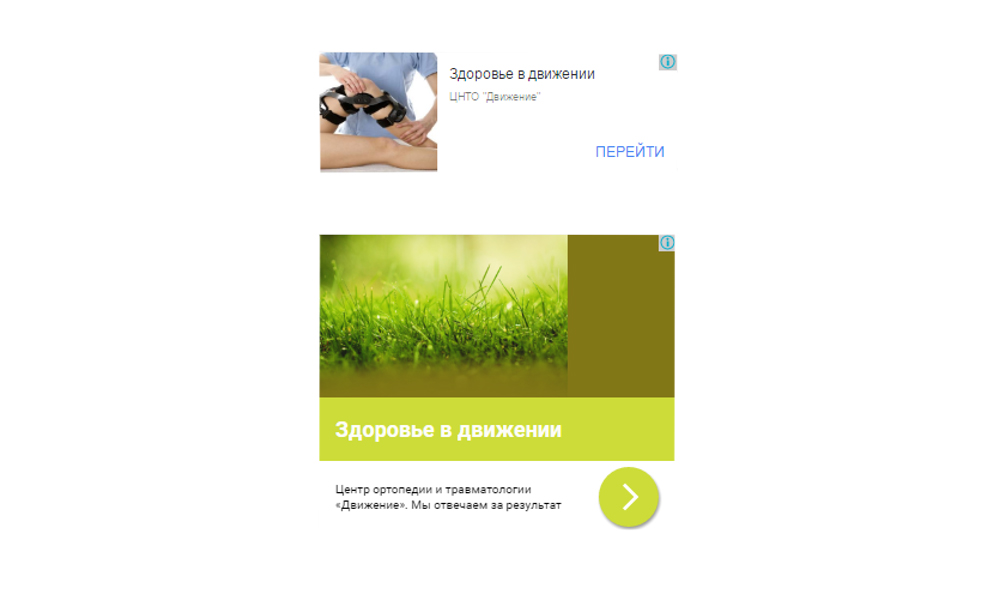 Здоровье в движении
ЦНТО "Движение"
ПЕРЕЙТИ
Здоровье в движении
Центр ортопедии и травматологии
«Движение». Мы отвечаем за результат